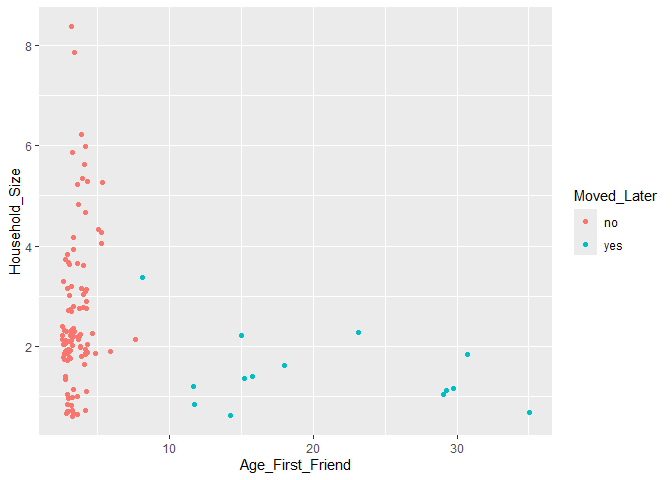 8
6
4
2
10
20
30
Age_First_Friend
Household_Size
Moved_Later
no
yes